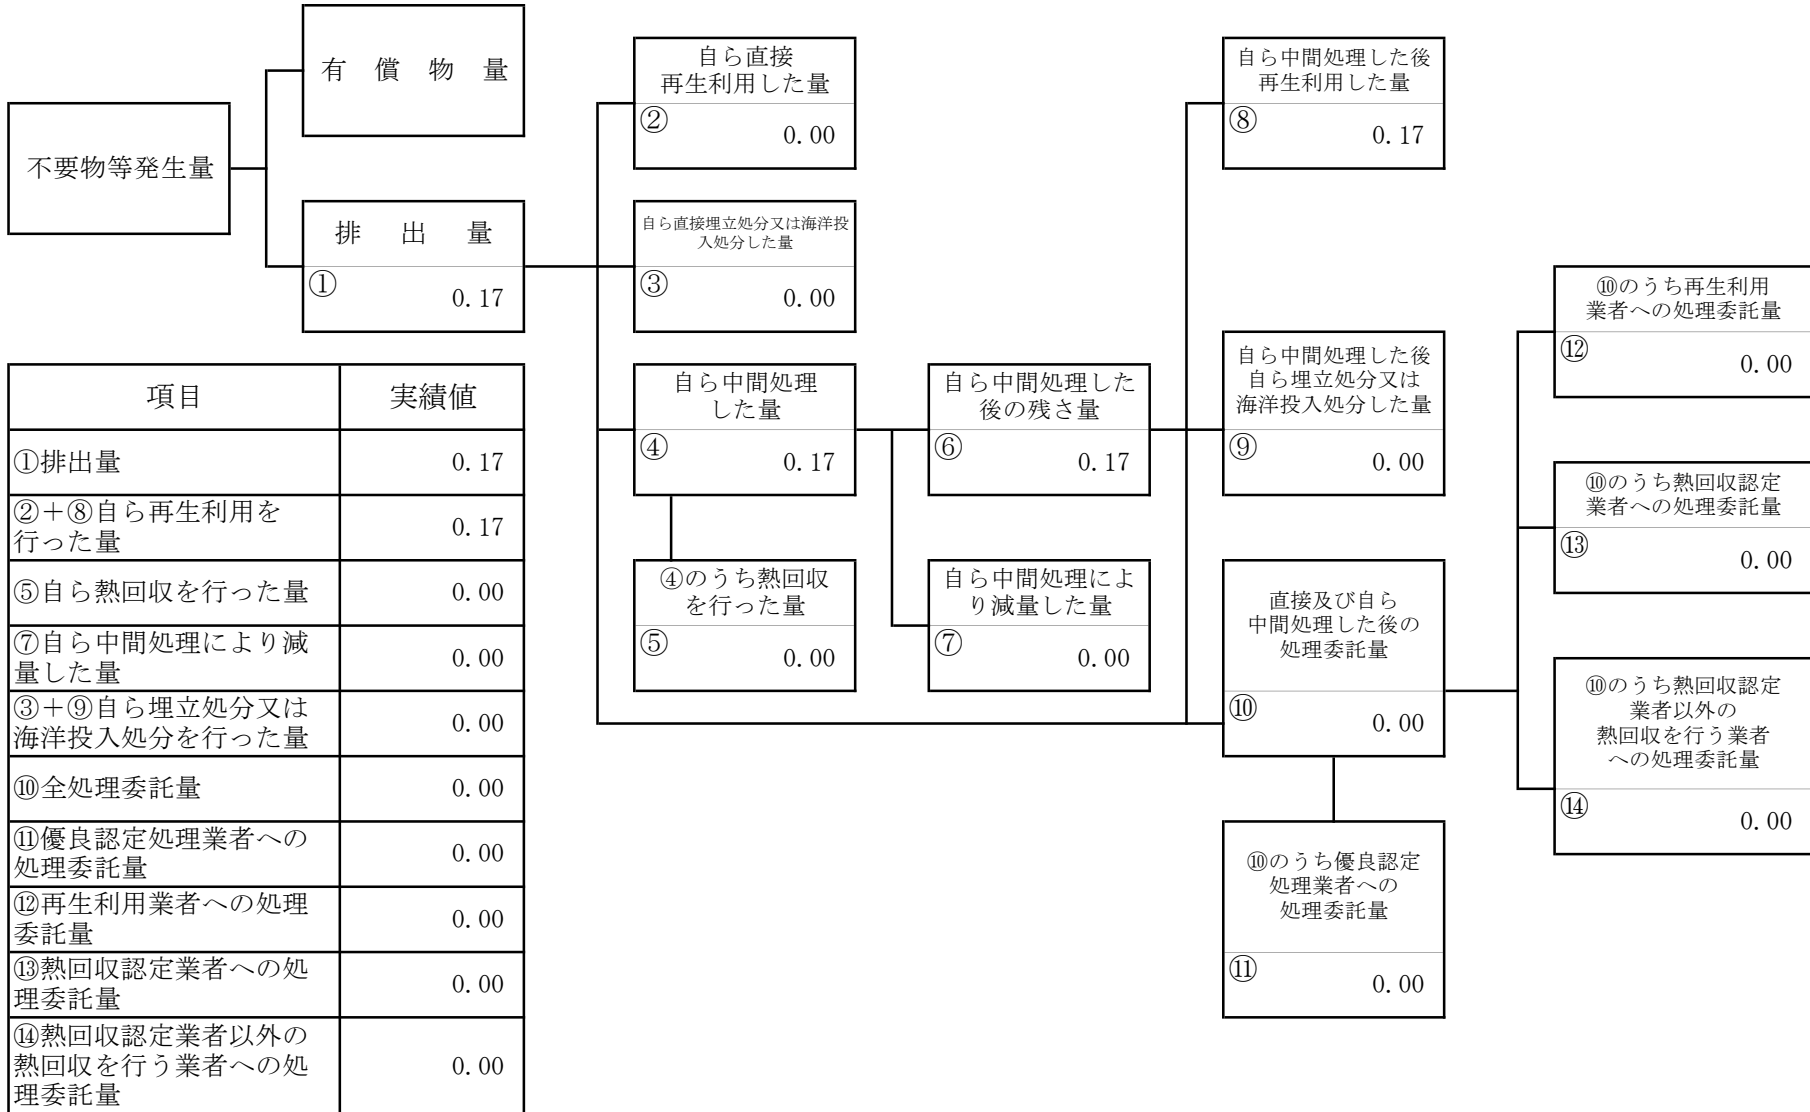 不要物等発生量
有 償 物 量
排 出 量
①
0.17
自ら直接
再生利用した量
②
0.00
自ら直接埋立処分又は海洋投
入処分した量
③
0.00
自ら中間処理
した量
④
0.17
④のうち熱回収
を行った量
⑤
0.00
自ら中間処理した
後の残さ量
⑥
0.17
自ら中間処理によ
り減量した量
⑦
0.00
自ら中間処理した後
再生利用した量
⑧
0.17
自ら中間処理した後
自ら埋立処分又は
海洋投入処分した量
⑨
0.00
直接及び自ら
中間処理した後の
処理委託量
⑩
0.00
⑩のうち優良認定
処理業者への
処理委託量
⑪
0.00
⑩のうち再生利用
業者への処理委託量
⑫
0.00
⑩のうち熱回収認定
業者への処理委託量
⑬
0.00
⑩のうち熱回収認定
業者以外の
熱回収を行う業者
への処理委託量
⑭
0.00
項目 実績値
①排出量 0.17
②+⑧自ら再生利用を
行った量 0.17
⑤自ら熱回収を行った量 0.00
⑦自ら中間処理により減
量した量 0.00
③+⑨自ら埋立処分又は
海洋投入処分を行った量 0.00
⑩全処理委託量 0.00
⑪優良認定処理業者への
処理委託量 0.00
⑫再生利用業者への処理
委託量 0.00
⑬熱回収認定業者への処
理委託量 0.00
⑭熱回収認定業者以外の
熱回収を行う業者への処 0.00
理委託量